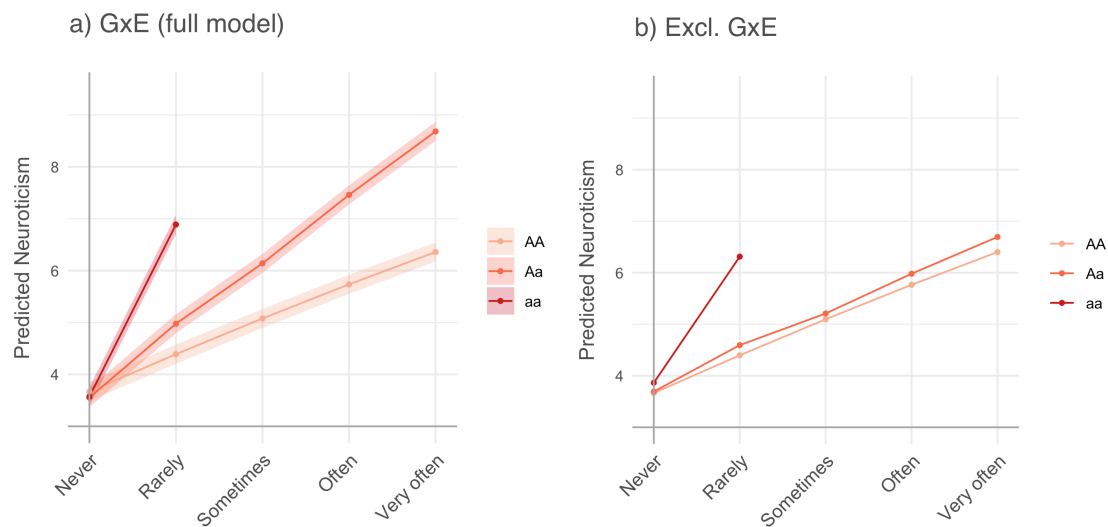 a) GxE (full model)
Predicted Neuroticism
8
6
4
Never
Rarely
Sometimes
Often
Very often
AA
Aa
aa
b) Excl. GxE
Predicted Neuroticism
8
6
4
Never
Rarely
Sometimes
Often
Very often
AA
Aa
aa